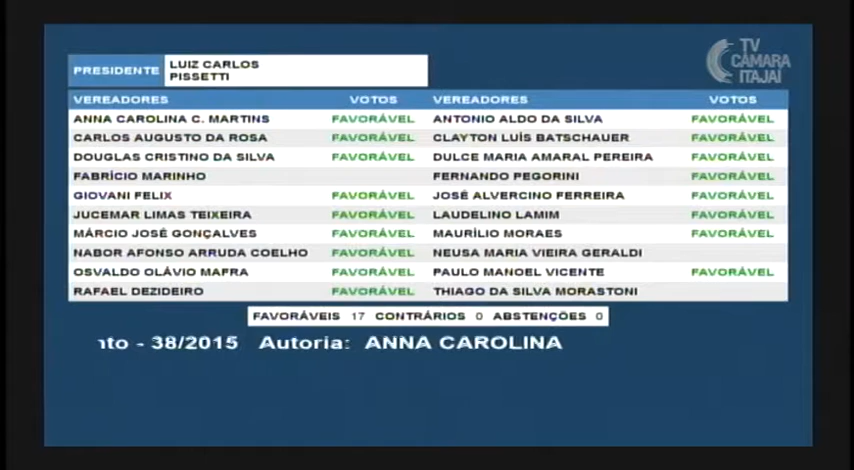 TV
CÂMARA
ITAJAÍ
PRESIDENTE LUIZ CARLOS
PISSETTI
VEREADORES VOTOS VEREADORES VOTOS
ANNA CAROLINA C. MARTINS FAVORÁVEL ANTONIO ALDO DA SILVA FAVORÁVEL
CARLOS AUGUSTO DA ROSA FAVORÁVEL CLAYTON LUÍS BATSCHAUER FAVORÁVEL
DOUGLAS CRISTINO DA SILVA FAVORÁVEL DULCE MARIA AMARAL PEREIRA FAVORÁVEL
FABRÍCIO MARINHO FERNANDO PEGORINI FAVORÁVEL
GIOVANI FELIX FAVORÁVEL JOSÉ ALVERCINO FERREIRA FAVORÁVEL
JUCEMAR LIMAS TEIXEIRA FAVORÁVEL LAUDELINO LAMIM FAVORÁVEL
MÁRCIO JOSÉ GONÇALVES FAVORÁVEL MAURÍLIO MORAES FAVORÁVEL
NABOR AFONSO ARRUDA COELHO FAVORÁVEL NEUSA MARIA VIEIRA GERALDI
OSVALDO OLÁVIO MAFRA FAVORÁVEL PAULO MANOEL VICENTE FAVORÁVEL
RAFAEL DEZIDEIRO FAVORÁVEL THIAGO DA SILVA MORASTONI
FAVORÁVEIS 17 CONTRÁRIOS 0 ABSTENÇÕES 0
nto - 38/2015 Autoria: ANNA CAROLINA